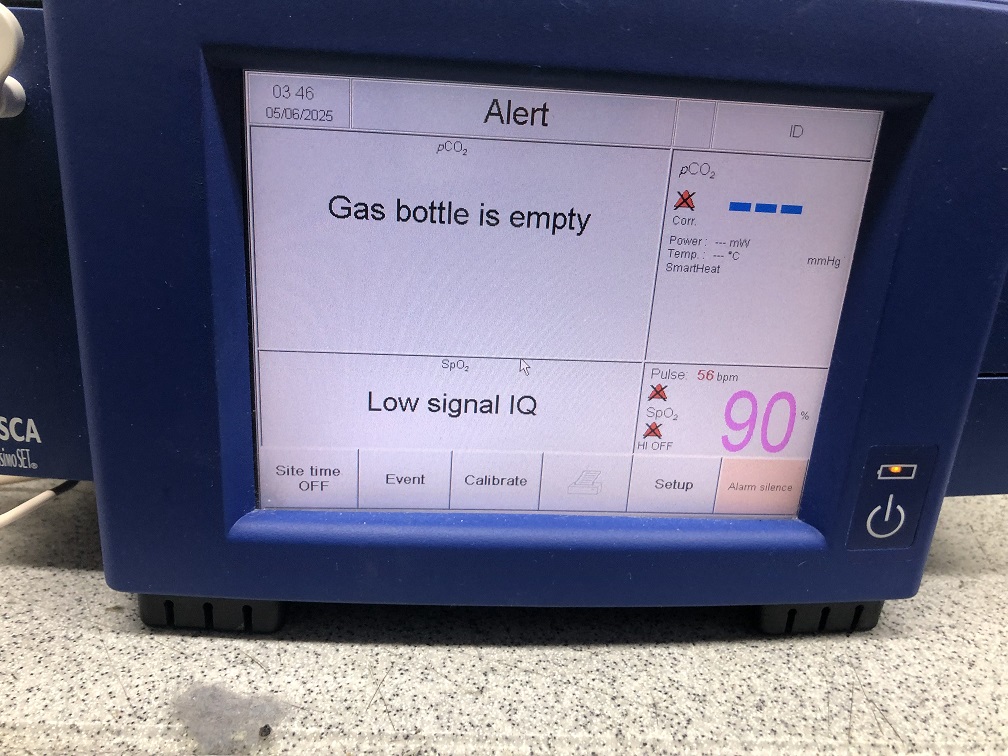 03 46
05/06/2025
Alert
ID
pCO₂
Gas bottle is empty
pCO₂
Corr.
Power : --- mW
Temp. : --- °C
SmartHeat
mmHg
SpO₂
Low signal IQ
Pulse: 56 bpm
SpO₂
90 %
HI OFF
Site time
OFF
Event
Calibrate
Setup
Alarm silence
SCA
SET®